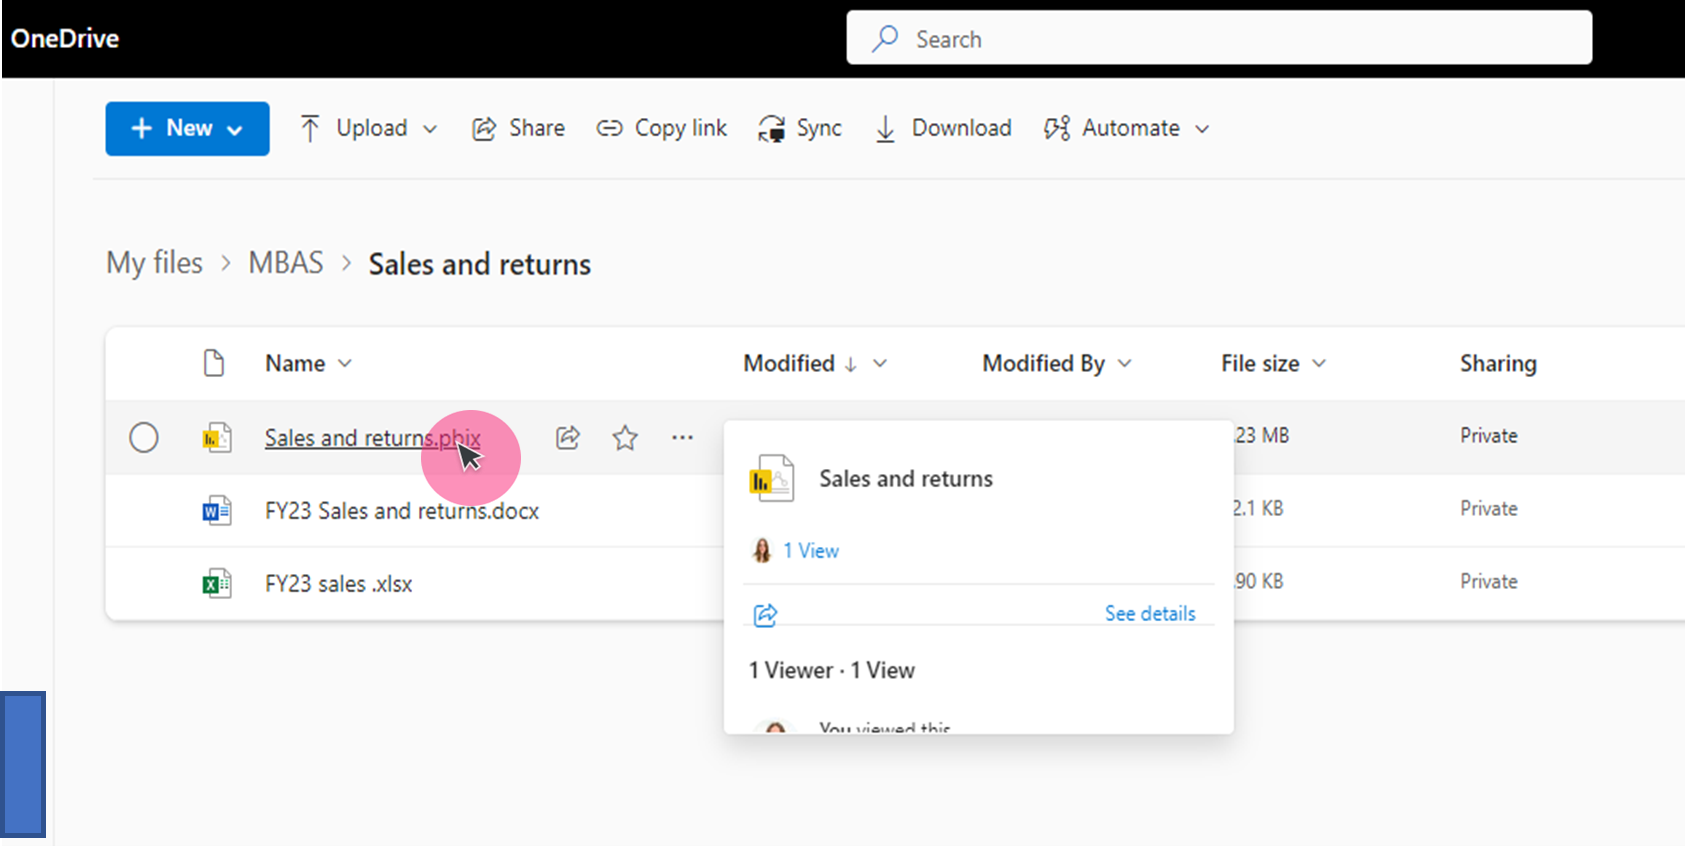 OneDrive
Search
New
Upload
Share
Copy link
Sync
Download
Automate
My files > MBAS > Sales and returns
Name
Modified
Modified By
File size
Sharing
Sales and returns.pbix
23 MB
Private
FY23 Sales and returns.docx
2.1 KB
Private
FY23 sales .xlsx
90 KB
Private
Sales and returns
1 View
See details
1 Viewer · 1 View
You viewed this